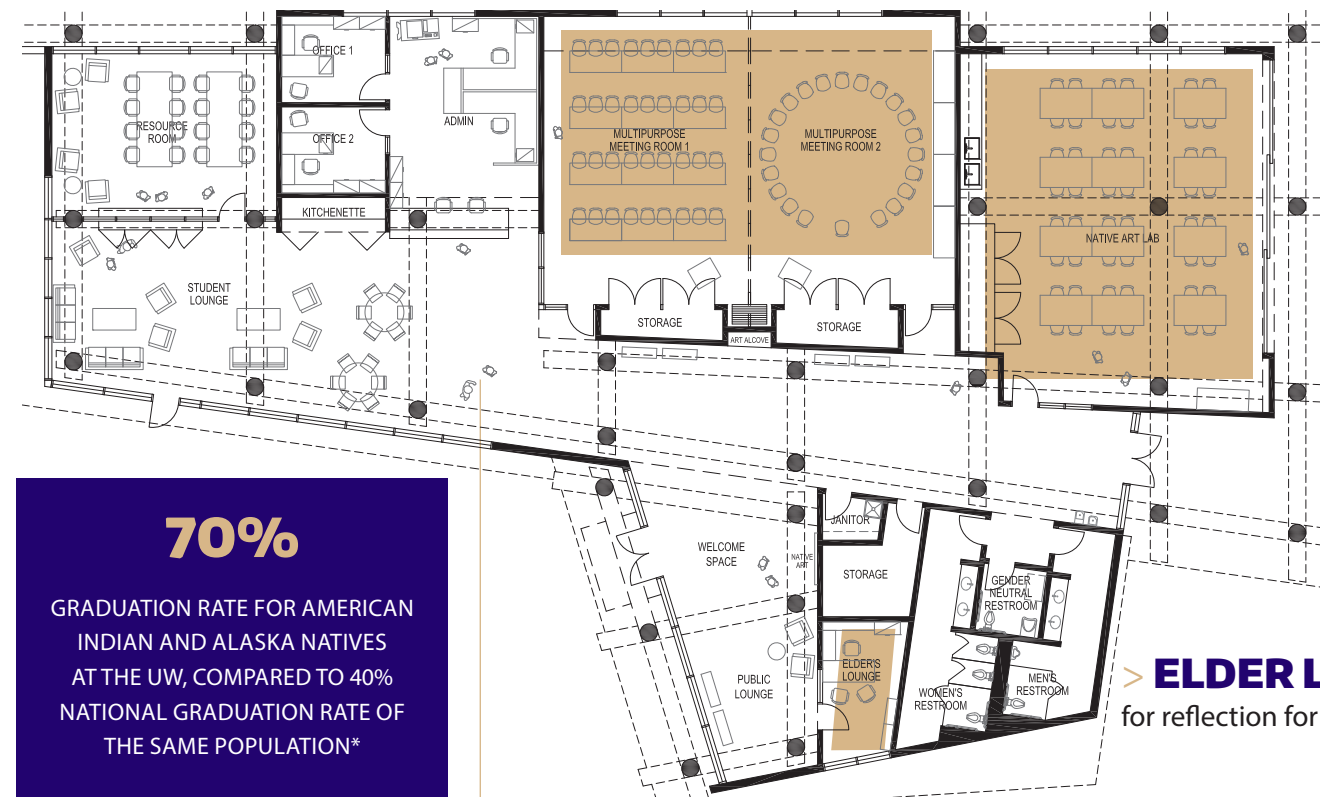 OFFICE 1
RESOURCE
ROOM
OFFICE 2
ADMIN
KITCHENETTE
STUDENT
LOUNGE
MULTIPURPOSE
MEETING ROOM 1
MULTIPURPOSE
MEETING ROOM 2
NATIVE ART LAB
STORAGE
STORAGE
ART ALCOVE
JANITOR
WELCOME
SPACE
NATIVE
ART
STORAGE
GENDER
NEUTRAL
RESTROOM
ELDER'S
LOUNGE
PUBLIC
LOUNGE
WOMEN'S
RESTROOM
MEN'S
RESTROOM
70%
GRADUATION RATE FOR AMERICAN
INDIAN AND ALASKA NATIVES
AT THE UW, COMPARED TO 40%
NATIONAL GRADUATION RATE OF
THE SAME POPULATION*
> ELDER L
for reflection for